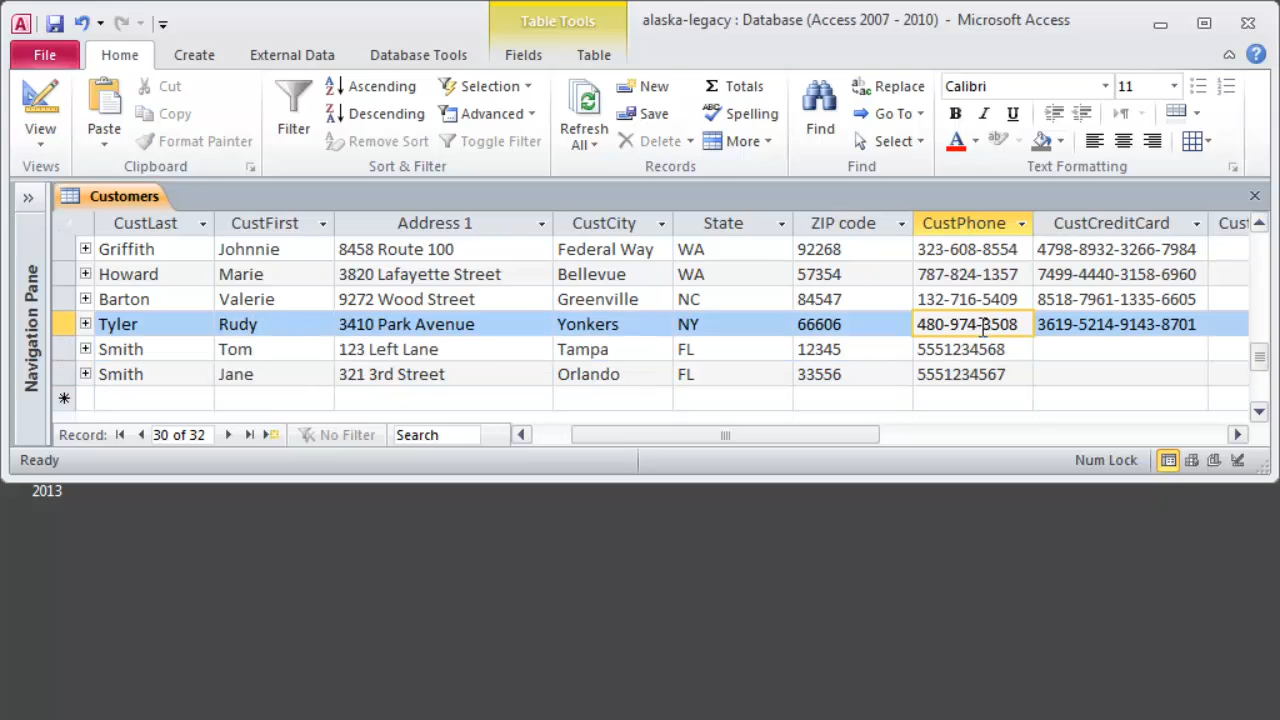 Table Tools
alaska-legacy : Database (Access 2007 - 2010) - Microsoft Access
File Home Create External Data Database Tools Fields Table
View
Views
Paste
Cut
Copy
Format Painter
Clipboard
Filter
Ascending
Descending
Remove Sort
Selection
Advanced
Toggle Filter
Sort & Filter
Refresh
All
New
Save
Delete
Totals
Spelling
More
Records
Find
Replace
Go To
Select
Find
Calibri 11
B I U
Text Formatting
Customers
Navigation Pane
CustLast CustFirst Address 1 CustCity State ZIP code CustPhone CustCreditCard Cust
Griffith Johnnie 8458 Route 100 Federal Way WA 92268 323-608-8554 4798-8932-3266-7984
Howard Marie 3820 Lafayette Street Bellevue WA 57354 787-824-1357 7499-4440-3158-6960
Barton Valerie 9272 Wood Street Greenville NC 84547 132-716-5409 8518-7961-1335-6605
Tyler Rudy 3410 Park Avenue Yonkers NY 66606 480-974-3508 3619-5214-9143-8701
Smith Tom 123 Left Lane Tampa FL 12345 5551234568
Smith Jane 321 3rd Street Orlando FL 33556 5551234567
Record: 30 of 32 No Filter Search
Ready Num Lock
2013